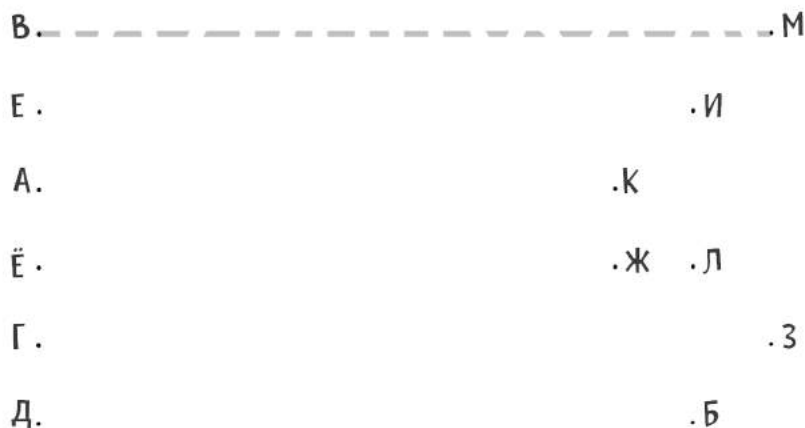 В. .М
Е. .И
А. .К
Ё. .Ж .Л
Г. .З
Д. .Б